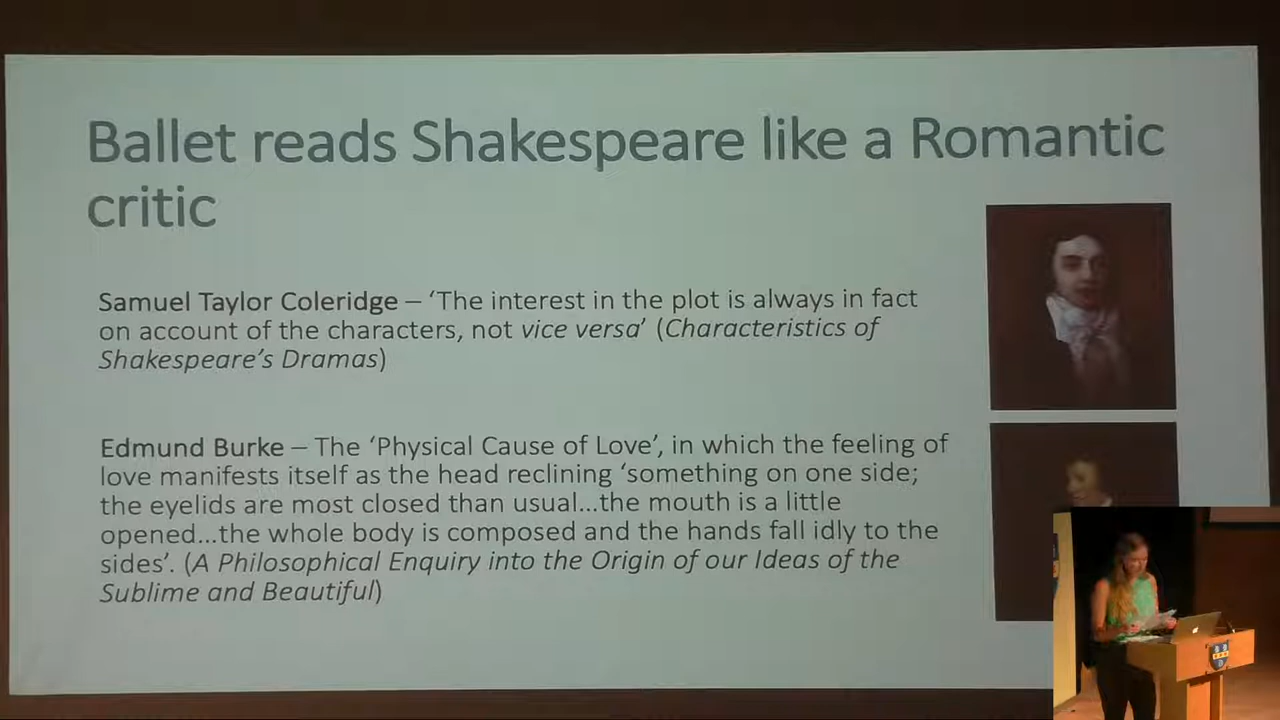 Ballet reads Shakespeare like a Romantic
critic
Samuel Taylor Coleridge – ‘The interest in the plot is always in fact
on account of the characters, not vice versa’ (Characteristics of
Shakespeare’s Dramas)
Edmund Burke – The ‘Physical Cause of Love’, in which the feeling of
love manifests itself as the head reclining ‘something on one side;
the eyelids are most closed than usual...the mouth is a little
opened...the whole body is composed and the hands fall idly to the
sides’. (A Philosophical Enquiry into the Origin of our Ideas of the
Sublime and Beautiful)